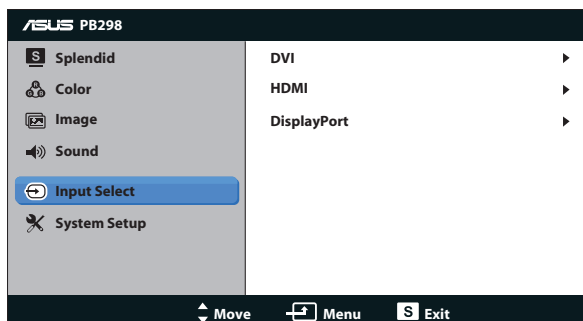 ASUS PB298
S Splendid
Color
Image
Sound
Input Select
System Setup
DVI
HDMI
DisplayPort
Move Menu S Exit